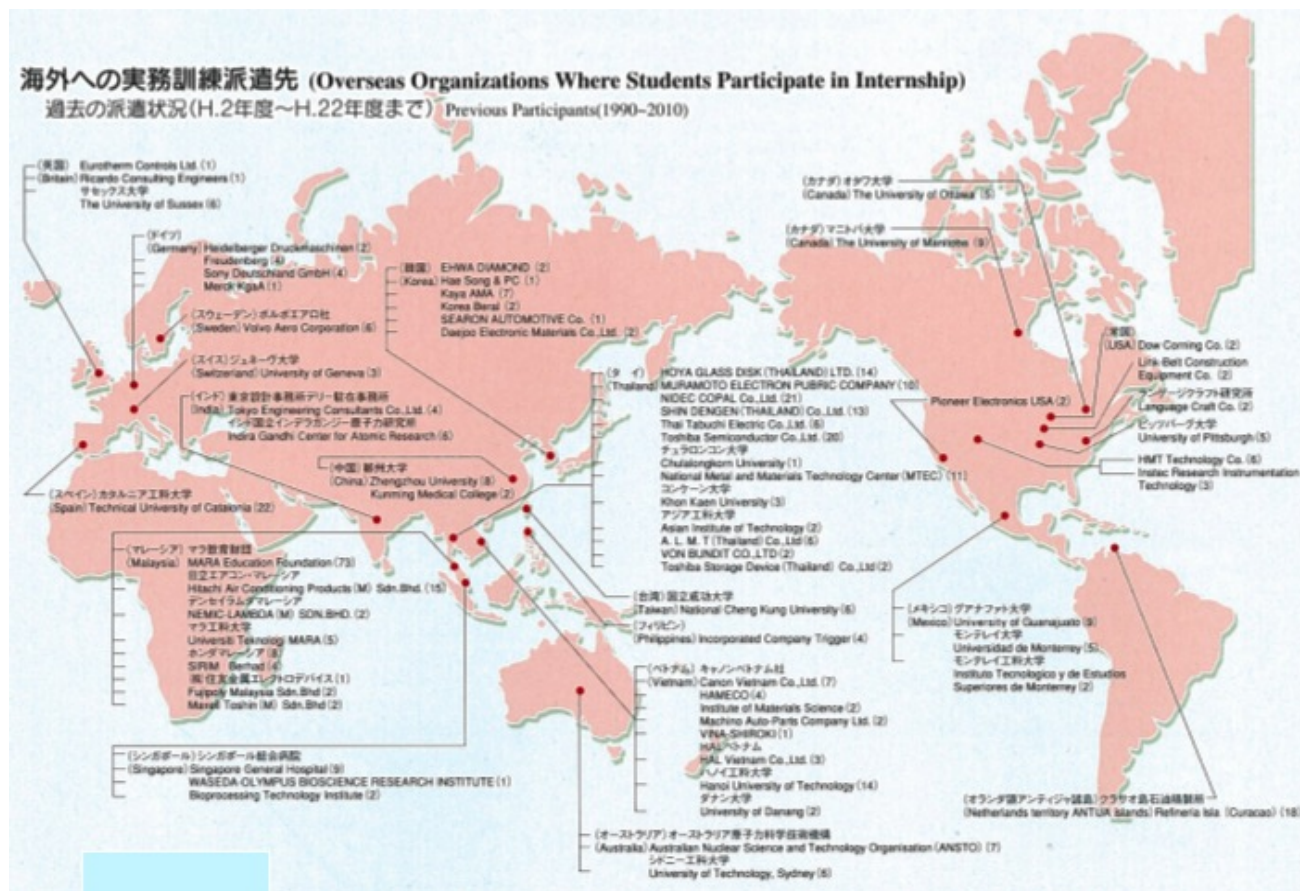 海外への実務訓練派遣先 (Overseas Organizations Where Students Participate in Internship)
過去の派遣状況(H.2年度～H.22年度まで) Previous Participants(1990-2010)
(英国) Eurotherm Controls Ltd. (1)
(Britain) Ricardo Consulting Engineers (1)
サセックス大学
The University of Sussex (6)
(ドイツ)
(Germany) Heidelberger Druckmaschinen (2)
Freudenberg (4)
Sony Deutschland GmbH (4)
Merck KgaA (1)
(スウェーデン) ボルボエアロ社
(Sweden) Volvo Aero Corporation (6)
(スイス) ジュネーヴ大学
(Switzerland) University of Geneva (3)
(インド) 東京設計事務所デリー駐在事務所
(India) Tokyo Engineering Consultants Co., Ltd. (4)
インド国立インデラカンジー原子力研究所
Indira Gandhi Center for Atomic Research (6)
(中国) 鄭州大学
(China) Zhengzhou University (8)
Kunming Medical College (2)
(スペイン) カタルニア工科大学
(Spain) Technical University of Catalonia (22)
(韓国) EHWA DIAMOND (2)
(Korea) Hae Song & PC (1)
Kaya AMA (7)
Korea Beral (2)
SEARON AUTOMOTIVE Co. (1)
Daejoo Electronic Materials Co.,Ltd. (2)
(タイ) HOYA GLASS DISK (THAILAND) LTD. (14)
(Thailand) MURAMOTO ELECTRON PUBRIC COMPANY (10)
NIDEC COPAL Co.,Ltd. (21)
SHIN DENGEN (THAILAND) Co.,Ltd. (13)
Thai Tabuchi Electric Co.,Ltd.
Toshiba Semiconductor Co.,Ltd. (20)
チュラロンコン大学
Chulalongkorn University (1)
National Metal and Materials Technology Center (MTEC) (11)
コンケーン大学
Khon Kaen University (3)
アジア工科大学
Asian Institute of Technology (2)
A. L. M. T (Thailand) Co.,Ltd
VON BUNDIT CO.,LTD (2)
Toshiba Storage Device (Thailand) Co.,Ltd (2)
(マレーシア) マラ教育財団
(Malaysia) MARA Education Foundation (73)
日立エアコン・マレーシア
Hitachi Air Conditioning Products (M) Sdn.Bhd. (15)
デンセイラムダマレーシア
NEMIC-LAMBDA (M) SDN.BHD. (2)
マラ工科大学
Universiti Teknologi MARA (5)
ホンダマレーシア
SIRIM Berhad (4)
(株)住友金属エレクトロデバイス (1)
Fujipoly Malaysia Sdn.Bhd (2)
Maxell Toshin (M) Sdn.Bhd (2)
(シンガポール) シンガポール総合病院
(Singapore) Singapore General Hospital (9)
WASEDA-OLYMPUS BIOSCIENCE RESEARCH INSTITUTE (1)
Bioprocessing Technology Institute (2)
(台湾) 国立成功大学
(Taiwan) National Cheng Kung University (6)
(フィリピン)
(Philippines) Incorporated Company Trigger (4)
(ベトナム) キャノンベトナム社
(Vietnam) Canon Vietnam Co.,Ltd. (7)
HAMECO (4)
Institute of Materials Science (2)
Machino Auto-Parts Company Ltd. (2)
VINA-SHIROKI (1)
HALベトナム
HAL Vietnam Co.,Ltd. (3)
ハノイ工科大学
Hanoi University of Technology (14)
ダナン大学
University of Danang (2)
(オーストラリア) オーストラリア原子力科学技術機構
(Australia) Australian Nuclear Science and Technology Organisation (ANSTO) (7)
シドニー工科大学
University of Technology, Sydney
(カナダ) オタワ大学
(Canada) The University of Ottawa (5)
(カナダ) マニトバ大学
(Canada) The University of Manitoba (9)
(米国)
(USA) Dow Corning Co. (2)
Link-Belt Construction
Equipment Co. (2)
ランゲージクラフト研究所
Language Craft Co. (2)
ピッツバーグ大学
University of Pittsburgh (5)
HMT Technology Co. (6)
Instec Research Instrumentation
Technology (3)
Pioneer Electronics USA (2)
(メキシコ) グアナファト大学
(Mexico) University of Guanajuato
モンテレイ大学
Universidad de Monterrey (5)
モンテレイ工科大学
Instituto Tecnologico y de Estudios
Superiores de Monterrey (2)
(オランダ領アンティジャ諸島) クラサオ島石油精製所
(Netherlands territory ANTUA Islands) Refineria Isla (Curacao) (18)